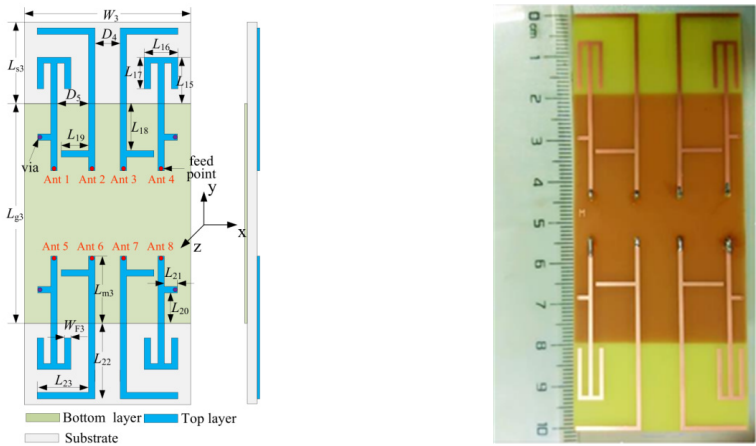 W3
D4
L16
Ls3
L17
L15
D5
L18
L19
via
feed
point
Ant 1 Ant 2 Ant 3 Ant 4
y
x
z
Lg3
Ant 5 Ant 6 Ant 7 Ant 8
L21
Lm3
L20
WF3
L22
L23
Bottom layer
Top layer
Substrate
0 cm
1
2
3
4
5
6
7
8
9
10